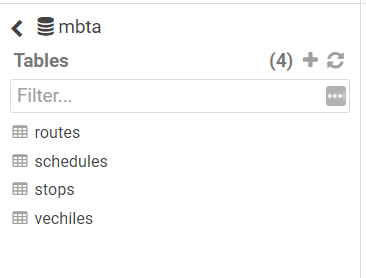 mbta
Tables (4)
Filter...
routes
schedules
stops
vechiles